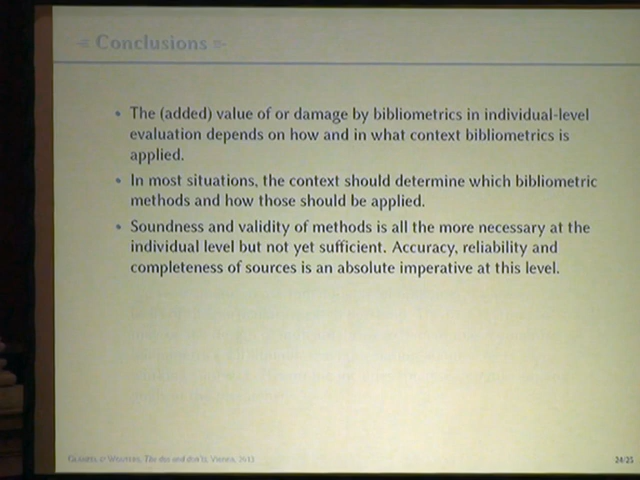 Conclusions
• The (added) value of or damage by bibliometrics in individual-level
evaluation depends on how and in what context bibliometrics is
applied.
• In most situations, the context should determine which bibliometric
methods and how those should be applied.
• Soundness and validity of methods is all the more necessary at the
individual level but not yet sufficient. Accuracy, reliability and
completeness of sources is an absolute imperative at this level.
Glänzel & Wouters, The dos and don'ts, Vienna, 2013
24/25